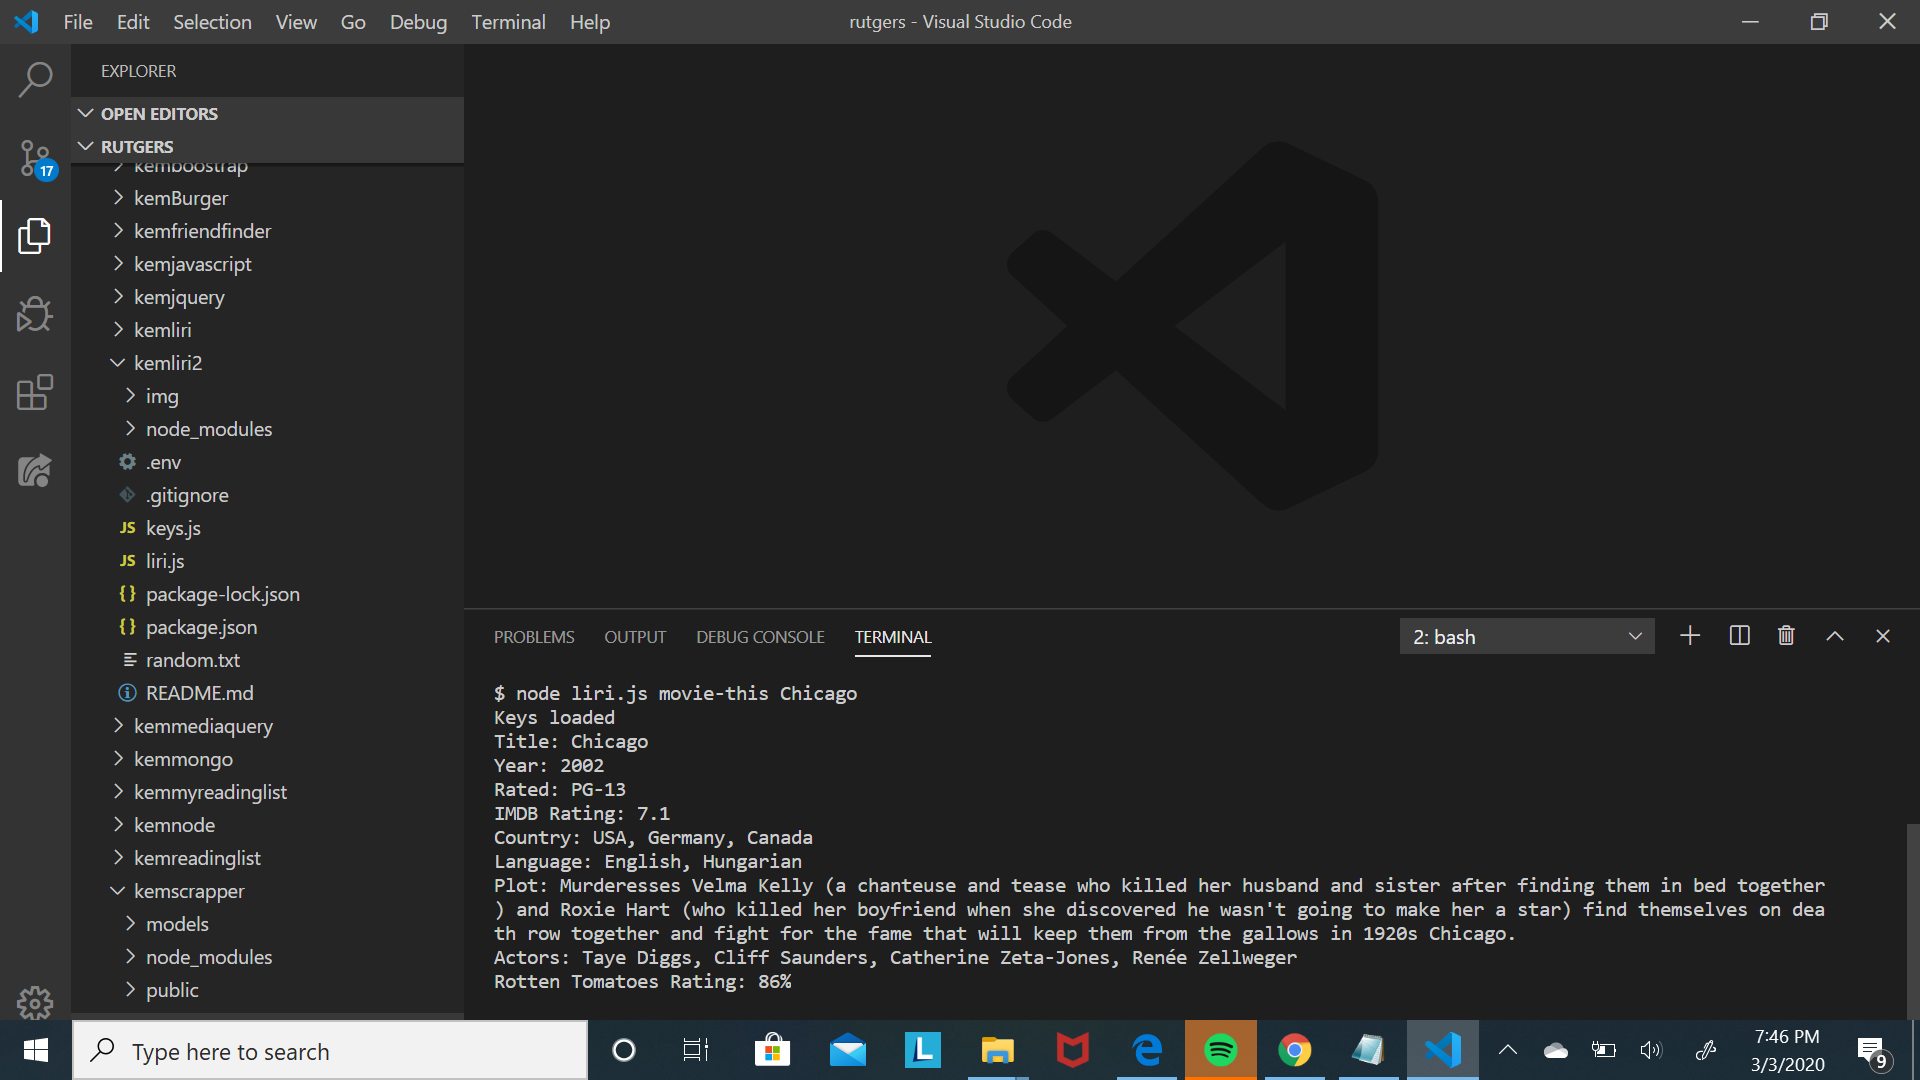 File Edit Selection View Go Debug Terminal Help
rutgers - Visual Studio Code
EXPLORER
OPEN EDITORS
RUTGERS
17
kemboostrap
kemBurger
kemfriendfinder
kemjavascript
kemjquery
kemliri
kemliri2
img
node_modules
.env
.gitignore
JS keys.js
JS liri.js
{} package-lock.json
{} package.json
random.txt
README.md
kemmediaquery
kemmongo
kemmyreadinglist
kemnode
kemreadinglist
kemscrapper
models
node_modules
public
PROBLEMS OUTPUT DEBUG CONSOLE TERMINAL
2: bash
$ node liri.js movie-this Chicago
Keys loaded
Title: Chicago
Year: 2002
Rated: PG-13
IMDB Rating: 7.1
Country: USA, Germany, Canada
Language: English, Hungarian
Plot: Murderesses Velma Kelly (a chanteuse and tease who killed her husband and sister after finding them in bed together
) and Roxie Hart (who killed her boyfriend when she discovered he wasn't going to make her a star) find themselves on dea
th row together and fight for the fame that will keep them from the gallows in 1920s Chicago.
Actors: Taye Diggs, Cliff Saunders, Catherine Zeta-Jones, Renée Zellweger
Rotten Tomatoes Rating: 86%
Type here to search
L
7:46 PM
3/3/2020
9